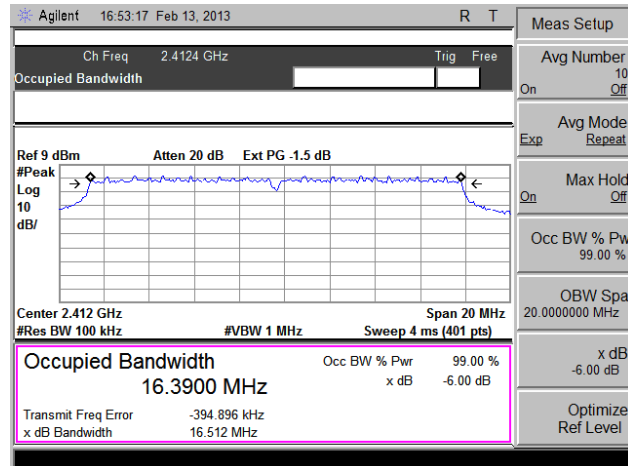 Agilent 16:53:17 Feb 13, 2013 R T
Ch Freq 2.4124 GHz Trig Free
Occupied Bandwidth
Ref 9 dBm Atten 20 dB Ext PG -1.5 dB
#Peak
Log
10
dB/
Center 2.412 GHz Span 20 MHz
#Res BW 100 kHz #VBW 1 MHz Sweep 4 ms (401 pts)
Occupied Bandwidth Occ BW % Pwr 99.00 %
16.3900 MHz x dB -6.00 dB
Transmit Freq Error -394.896 kHz
x dB Bandwidth 16.512 MHz
Meas Setup
Avg Number
10
On Off
Avg Mode
Exp Repeat
Max Hold
On Off
Occ BW % Pw
99.00 %
OBW Spa
20.0000000 MHz
x dB
-6.00 dB
Optimize
Ref Level